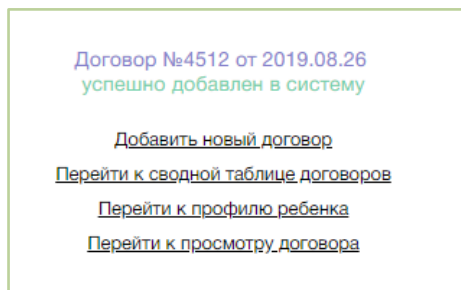 Договор №4512 от 2019.08.26
успешно добавлен в систему
Добавить новый договор
Перейти к сводной таблице договоров
Перейти к профилю ребенка
Перейти к просмотру договора